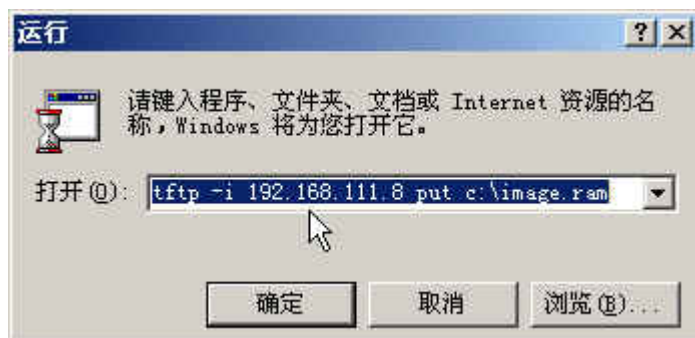 运行
请键入程序、文件夹、文档或 Internet 资源的名
称，Windows 将为您打开它。
打开(O): tftp -i 192.168.111.8 put c:\image.ram
确定 取消 浏览(B)...